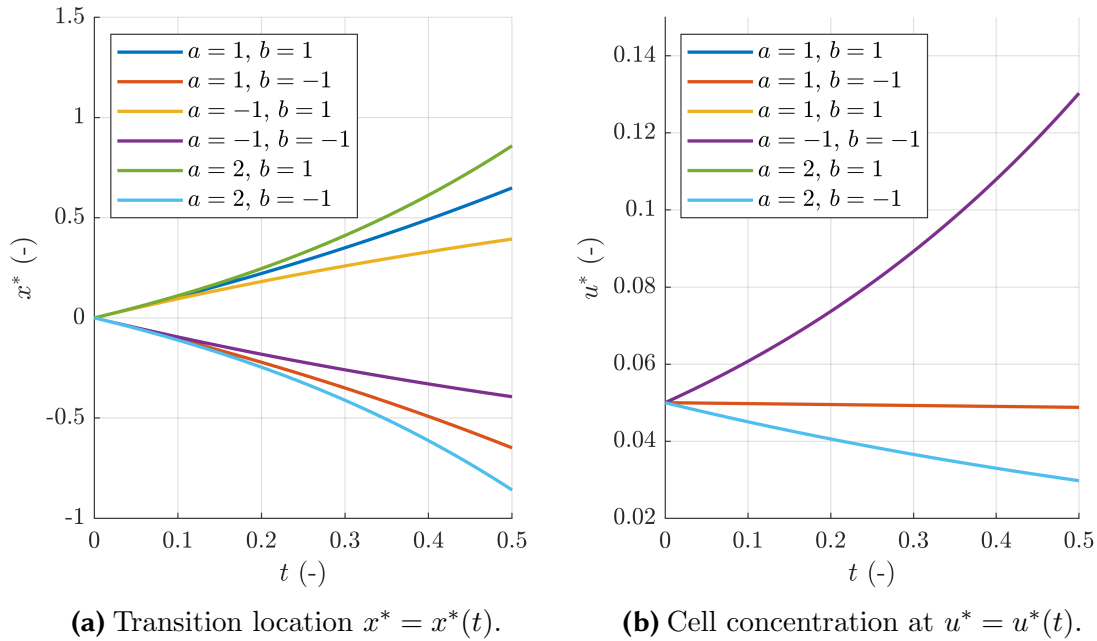 1.5
1
0.5
0
-0.5
-1
x* (-)
a = 1, b = 1
a = 1, b = −1
a = −1, b = 1
a = −1, b = −1
a = 2, b = 1
a = 2, b = −1
0 0.1 0.2 0.3 0.4 0.5
t (-)
(a) Transition location x* = x*(t).
0.14
0.12
0.1
0.08
0.06
0.04
0.02
u* (-)
a = 1, b = 1
a = 1, b = −1
a = 1, b = 1
a = −1, b = −1
a = 2, b = 1
a = 2, b = −1
0 0.1 0.2 0.3 0.4 0.5
t (-)
(b) Cell concentration at u* = u*(t).